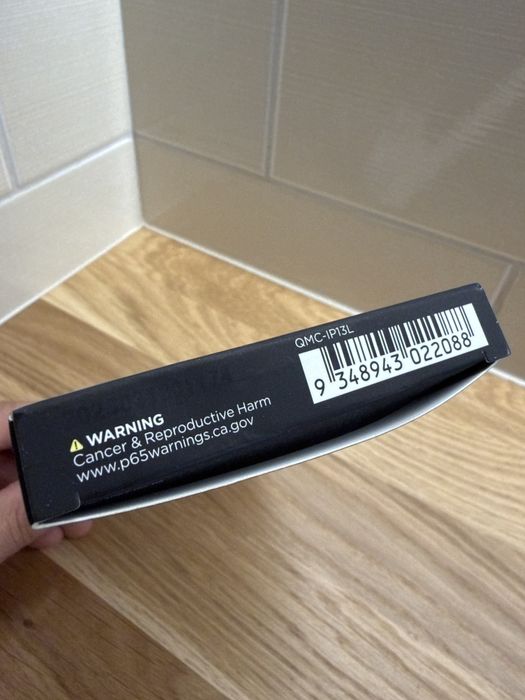 QMC-IP13L
9 348943 022088
⚠ WARNING
Cancer & Reproductive Harm
www.p65warnings.ca.gov